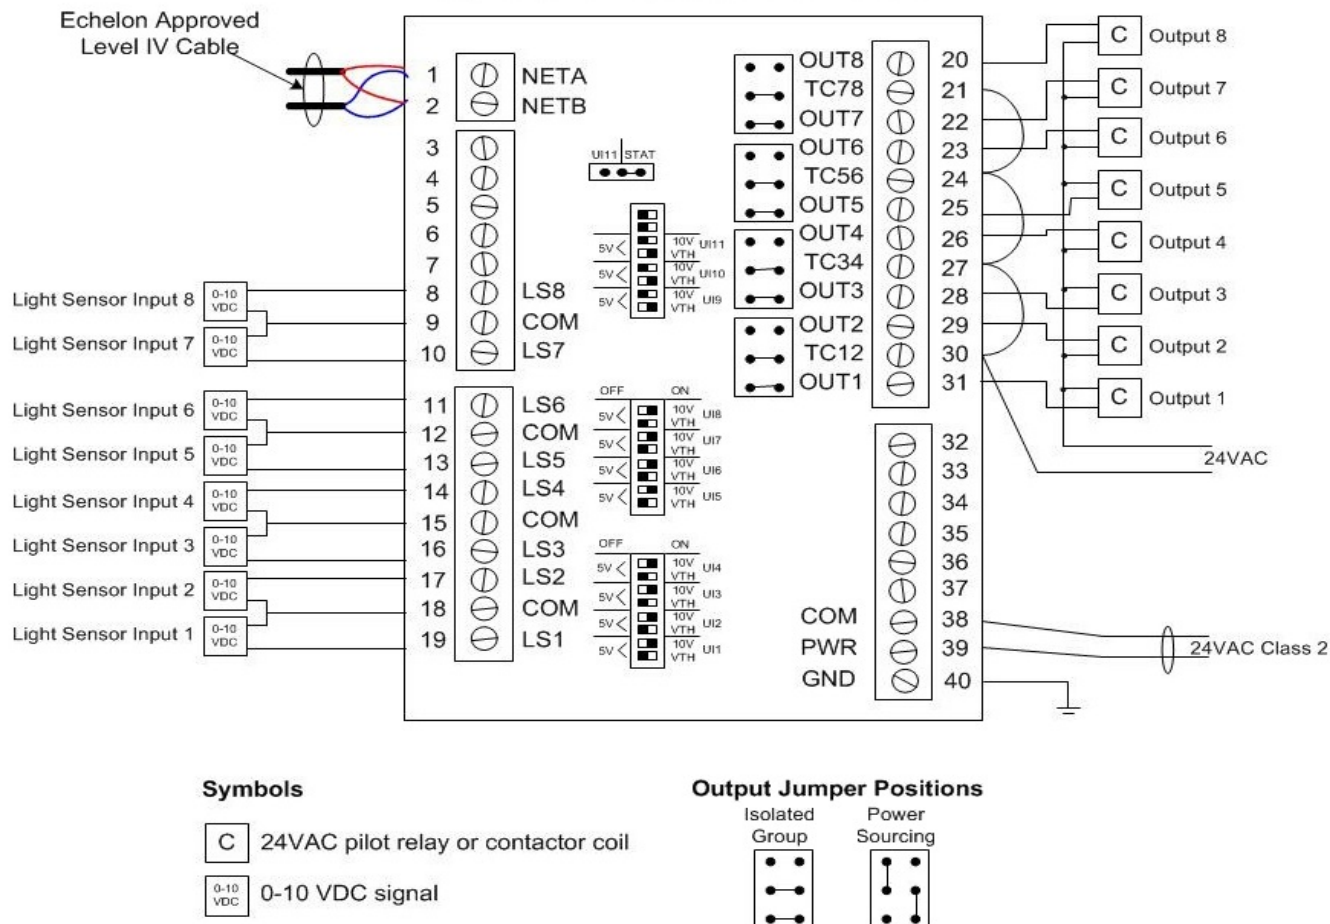 Echelon Approved
Level IV Cable
1 NETA
2 NETB
3
4
5
6
7
8 LS8
9 COM
10 LS7
11 LS6
12 COM
13 LS5
14 LS4
15 COM
16 LS3
17 LS2
18 COM
19 LS1
Light Sensor Input 8 0-10 VDC
Light Sensor Input 7 0-10 VDC
Light Sensor Input 6 0-10 VDC
Light Sensor Input 5 0-10 VDC
Light Sensor Input 4 0-10 VDC
Light Sensor Input 3 0-10 VDC
Light Sensor Input 2 0-10 VDC
Light Sensor Input 1 0-10 VDC
UI11 STAT
5V < 10V VTH UI11
5V < 10V VTH UI10
5V < 10V VTH UI9
OFF ON
5V < 10V VTH UI8
5V < 10V VTH UI7
5V < 10V VTH UI6
5V < 10V VTH UI5
OFF ON
5V < 10V VTH UI4
5V < 10V VTH UI3
5V < 10V VTH UI2
5V < 10V VTH UI1
OUT8 20
TC78 21
OUT7 22
OUT6 23
TC56 24
OUT5 25
OUT4 26
TC34 27
OUT3 28
OUT2 29
TC12 30
OUT1 31
32
33
34
35
36
37
COM 38
PWR 39
GND 40
C Output 8
C Output 7
C Output 6
C Output 5
C Output 4
C Output 3
C Output 2
C Output 1
24VAC
24VAC Class 2
Symbols
C 24VAC pilot relay or contactor coil
0-10 VDC 0-10 VDC signal
Output Jumper Positions
Isolated Group
Power Sourcing